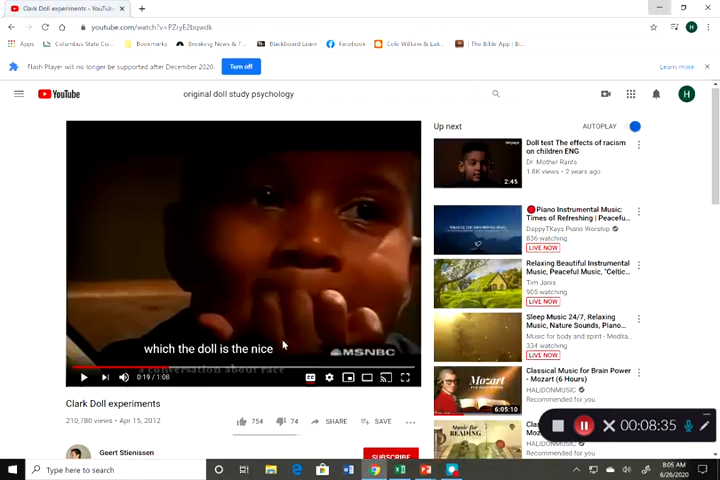 Clark Doll experiments - YouTube
youtube.com/watch?v=PZryE2bqwdk
Apps
Columbus State Co...
Bookmarks
Breaking News & T...
Blackboard Learn
Facebook
Cole William & Luk...
| The Bible App | B...
Flash Player will no longer be supported after December 2020.
Turn off
Learn more
YouTube
original doll study psychology
H
which the doll is the nice
MSNBC
a conversation about race
0:19 / 1:08
Clark Doll experiments
210,780 views • Apr 15, 2012
754
74
SHARE
SAVE
Geert Stienissen
SUBSCRIBE
Up next
AUTOPLAY
2:45
Doll test The effects of racism
on children ENG
Dr Mother Rants
1.8K views • 2 years ago
Piano Instrumental Music:
Times of Refreshing | Peaceful...
DappyTKeys Piano Worship
836 watching
LIVE NOW
Relaxing Beautiful Instrumental
Music, Peaceful Music, "Celtic...
Tim Janis
905 watching
LIVE NOW
Sleep Music 24/7, Relaxing
Music, Nature Sounds, Piano...
Music for body and spirit - Medita...
334 watching
LIVE NOW
Mozart
6:05:10
Classical Music for Brain Power
- Mozart (6 Hours)
HALIDONMUSIC
Recommended for you
Music for
READING
HALIDONMUSIC
Recommended for you
00:08:35
Type here to search
8:05 AM
6/26/2020